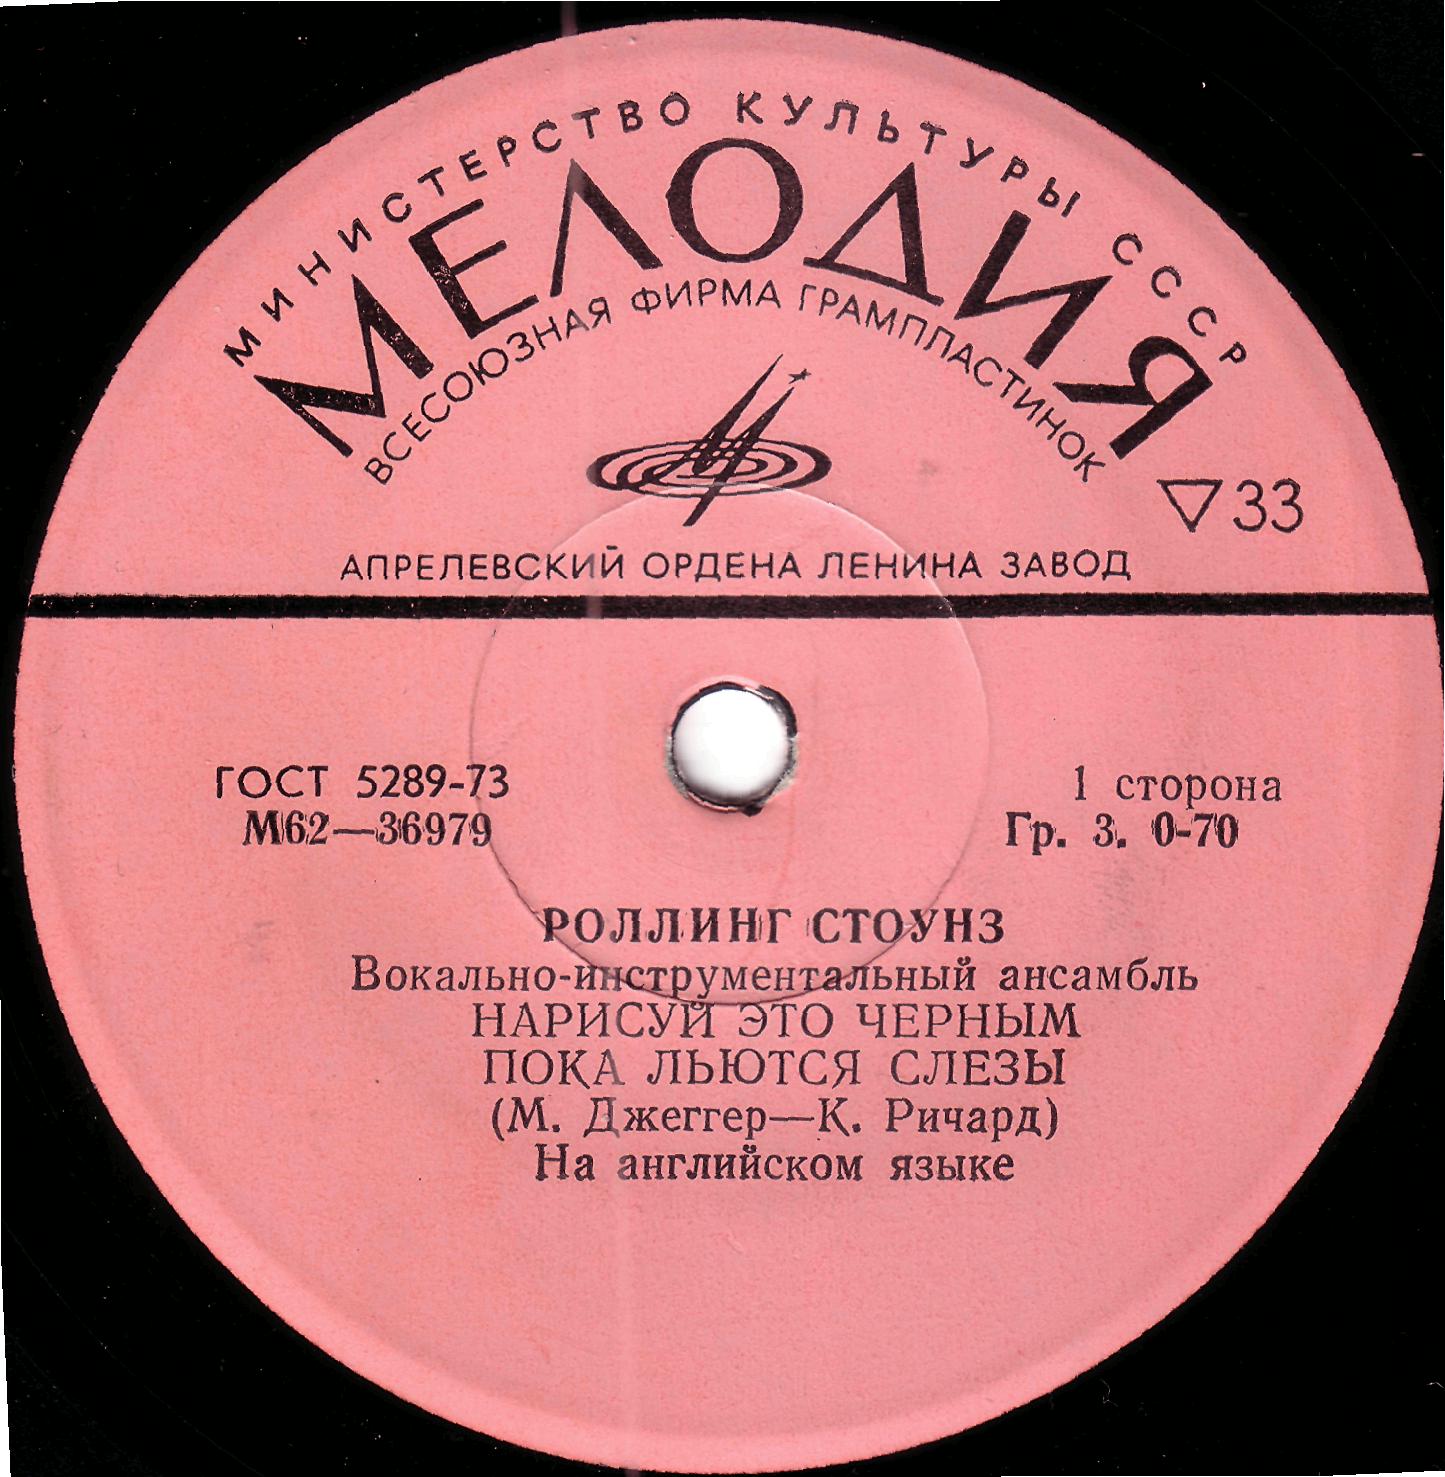 МИНИСТЕРСТВО КУЛЬТУРЫ СССР
МЕЛОДИЯ
ВСЕСОЮЗНАЯ ФИРМА ГРАМПЛАСТИНОК
▽33
АПРЕЛЕВСКИЙ ОРДЕНА ЛЕНИНА ЗАВОД
ГОСТ 5289-73
М62—36979
1 сторона
Гр. 3. 0-70
РОЛЛИНГ СТОУНЗ
Вокально-инструментальный ансамбль
НАРИСУЙ ЭТО ЧЕРНЫМ
ПОКА ЛЬЮТСЯ СЛЕЗЫ
(М. Джеггер—К. Ричард)
На английском языке